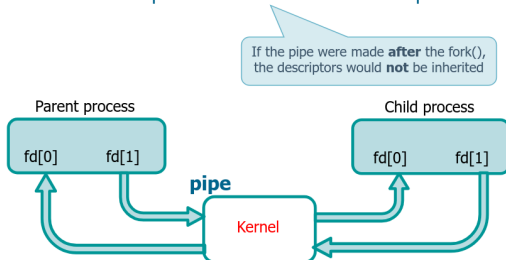 If the pipe were made after the fork(),
the descriptors would not be inherited
Parent process
Child process
fd[0] fd[1]
fd[0] fd[1]
pipe
Kernel